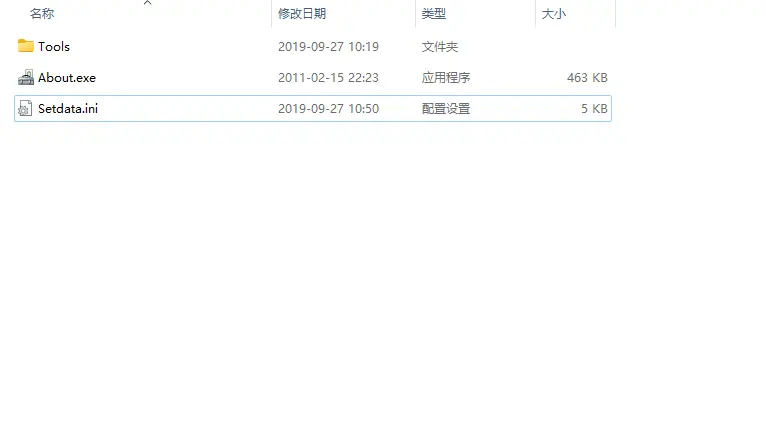 名称 修改日期 类型 大小
Tools 2019-09-27 10:19 文件夹
About.exe 2011-02-15 22:23 应用程序 463 KB
Setdata.ini 2019-09-27 10:50 配置设置 5 KB